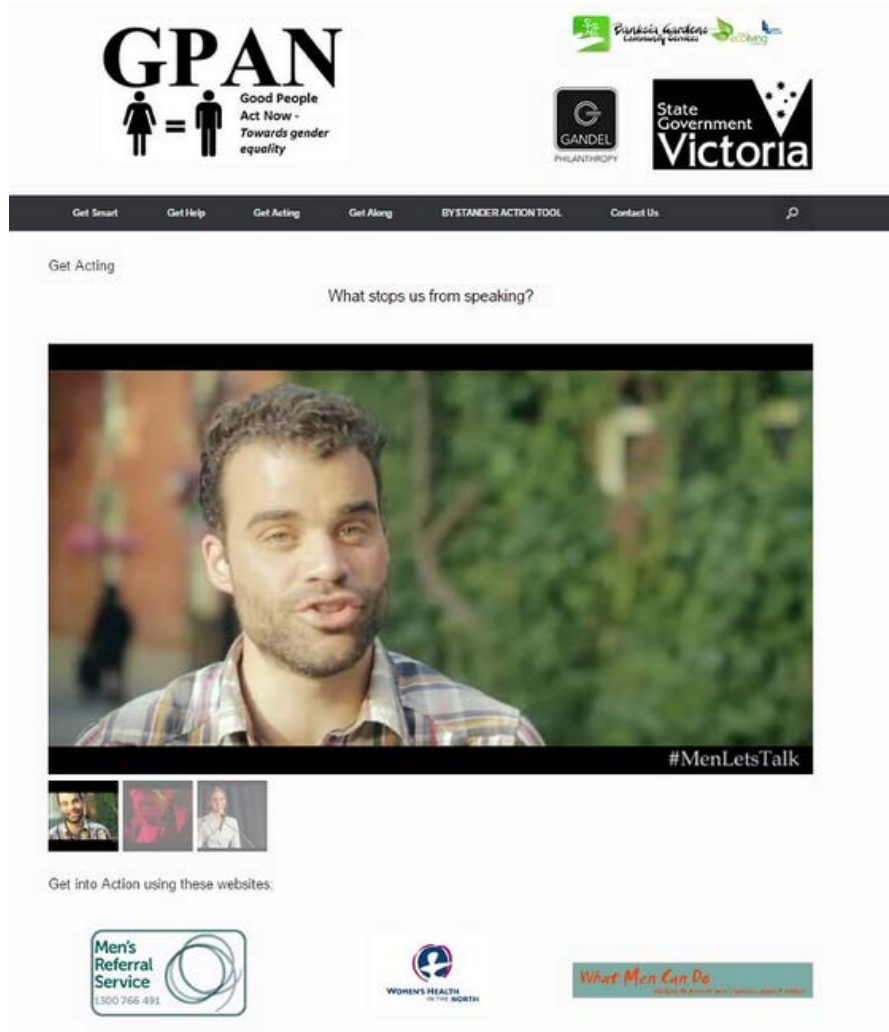 GPAN
Good People
Act Now -
Towards gender
equality
=
Banksia Gardens
Community Services
ecoliving
G
GANDEL
PHILANTHROPY
State
Government
Victoria
Get Smart
Get Help
Get Acting
Get Along
BYSTANDER ACTION TOOL
Contact Us
Get Acting
What stops us from speaking?
#MenLetsTalk
Get into Action using these websites:
Men's
Referral
Service
1300 766 491
WOMEN'S HEALTH
IN THE NORTH
What Men Can Do